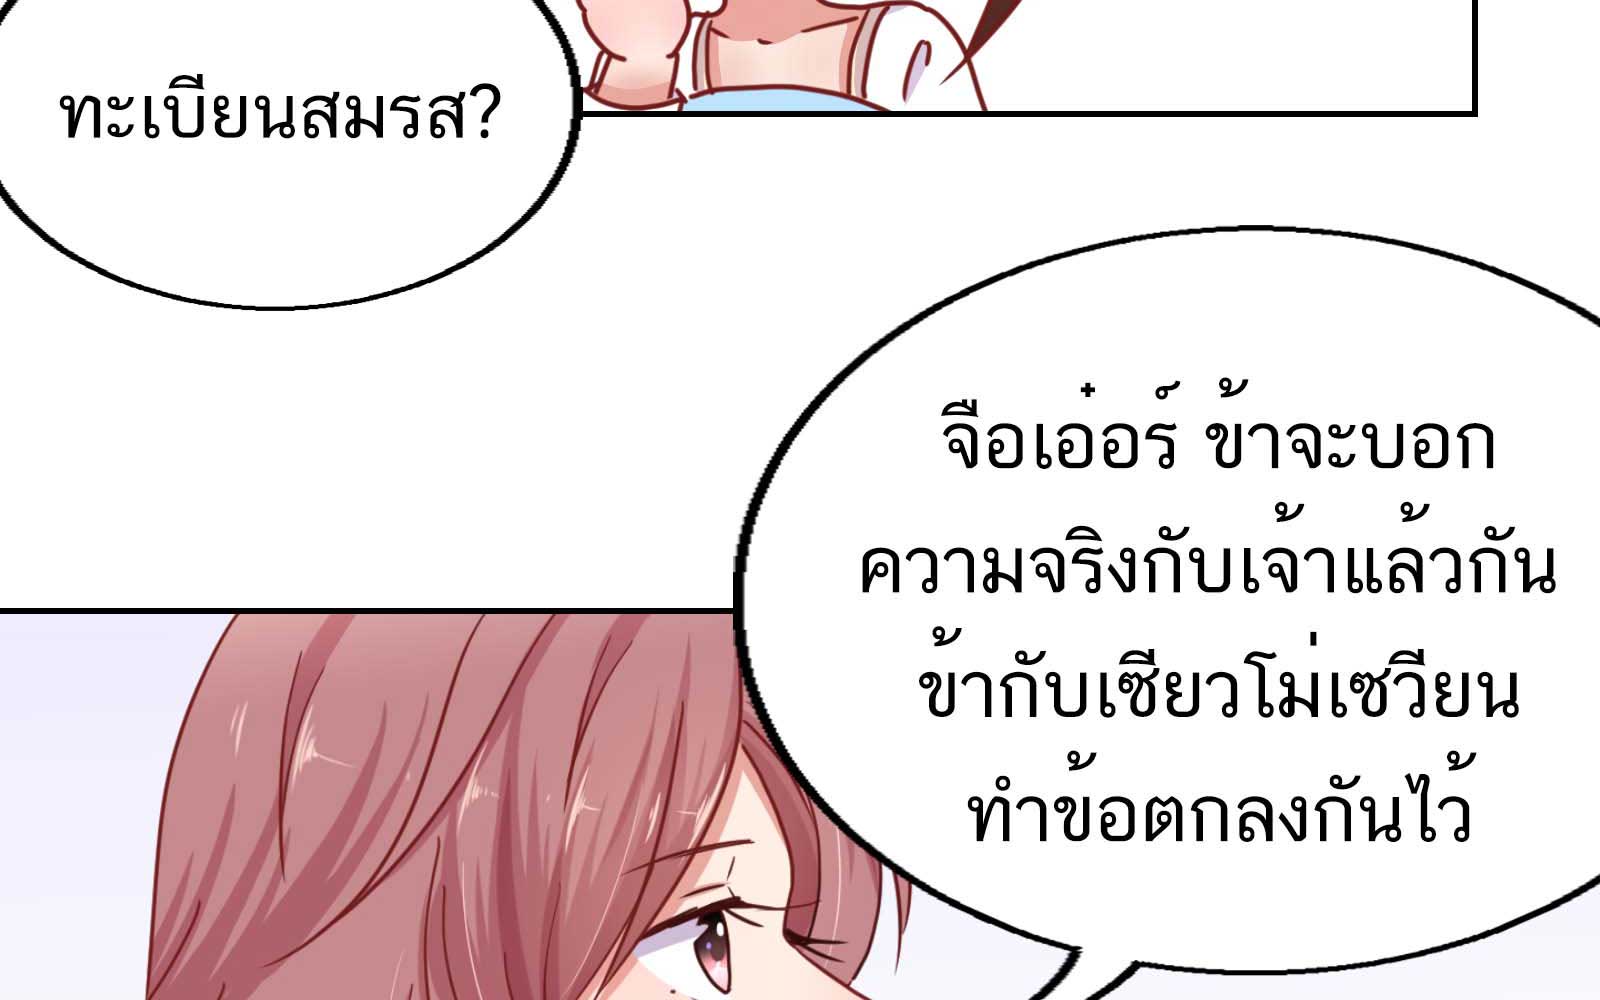 ทะเบียนสมรส?
จือเอ๋อร์ ข้าจะบอก
ความจริงกับเจ้าแล้วกัน
ข้ากับเซียวโม่เซวียน
ทำข้อตกลงกันไว้